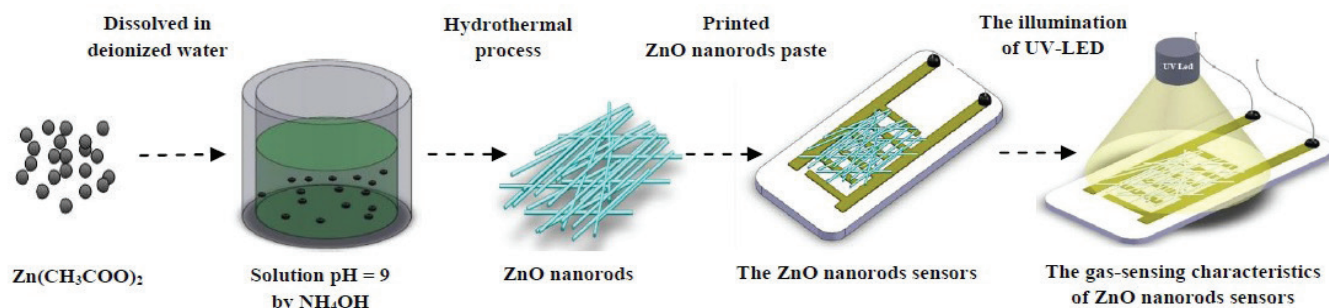 Dissolved in
deionized water
Hydrothermal
process
Printed
ZnO nanorods paste
The illumination
of UV-LED
UV Led
Zn(CH₃COO)₂
Solution pH = 9
by NH₄OH
ZnO nanorods
The ZnO nanorods sensors
The gas-sensing characteristics
of ZnO nanorods sensors